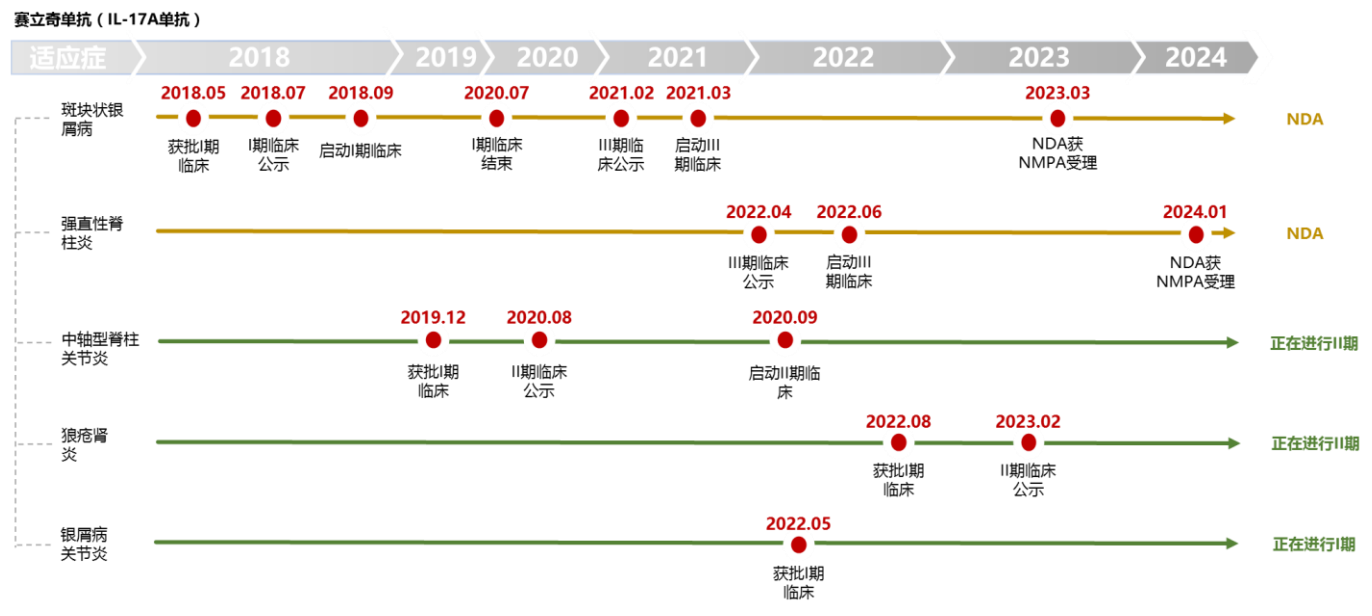 赛立奇单抗（IL-17A单抗）
适应症
2018
2019
2020
2021
2022
2023
2024
斑块状银
屑病
2018.05
获批I期
临床
2018.07
I期临床
公示
2018.09
启动I期临床
2020.07
I期临床
结束
2021.02
III期临
床公示
2021.03
启动III
期临床
2023.03
NDA获
NMPA受理
NDA
强直性脊
柱炎
2022.04
III期临床
公示
2022.06
启动III
期临床
2024.01
NDA获
NMPA受理
NDA
中轴型脊柱
关节炎
2019.12
获批I期
临床
2020.08
II期临床
公示
2020.09
启动II期临
床
正在进行II期
狼疮肾
炎
2022.08
获批I期
临床
2023.02
II期临床
公示
正在进行II期
银屑病
关节炎
2022.05
获批I期
临床
正在进行I期